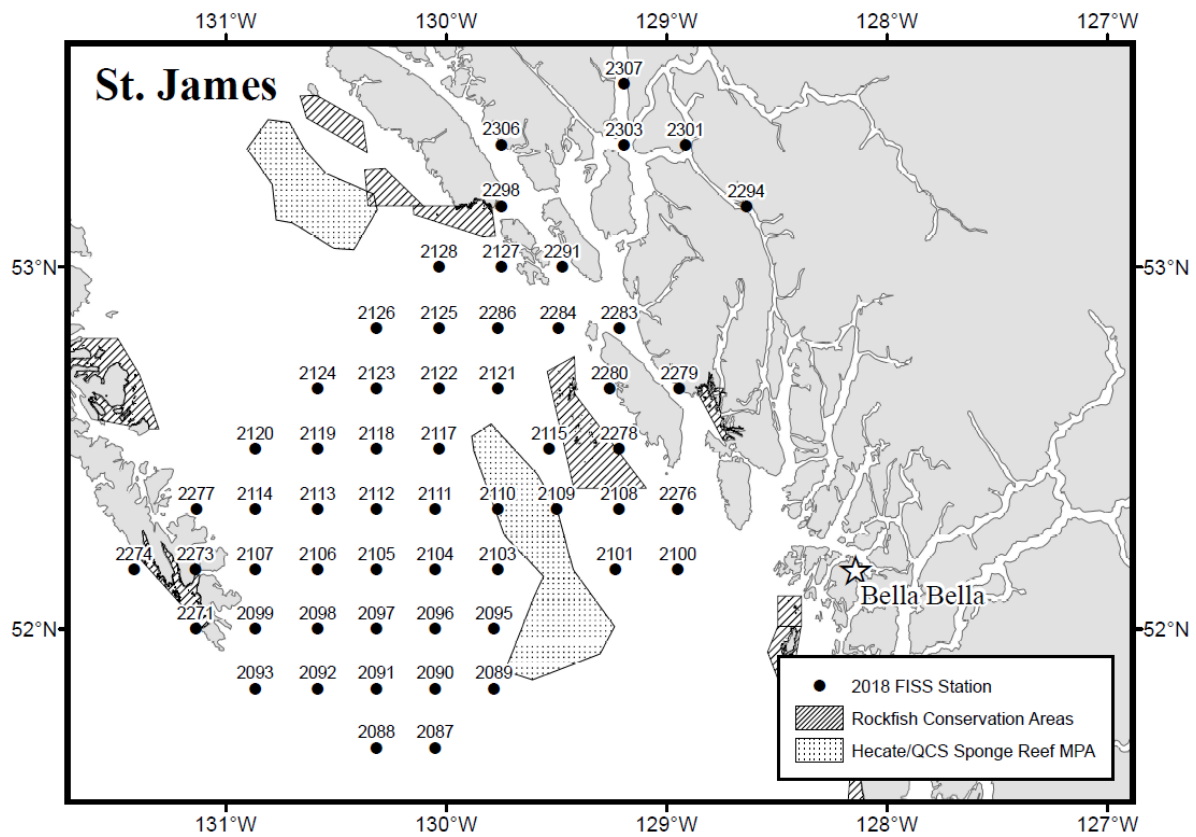 131°W 130°W 129°W 128°W 127°W
St. James
2307
2306 2303 2301
2298 2294
53°N 2128 2127 2291 53°N
2126 2125 2286 2284 2283
2124 2123 2122 2121 2280 2279
2120 2119 2118 2117 2115 2278
2277 2114 2113 2112 2111 2110 2109 2108 2276
2274 2273 2107 2106 2105 2104 2103 2101 2100
Bella Bella
52°N 2271 2099 2098 2097 2096 2095 52°N
2093 2092 2091 2090 2089
2088 2087
2018 FISS Station
Rockfish Conservation Areas
Hecate/QCS Sponge Reef MPA
131°W 130°W 129°W 128°W 127°W